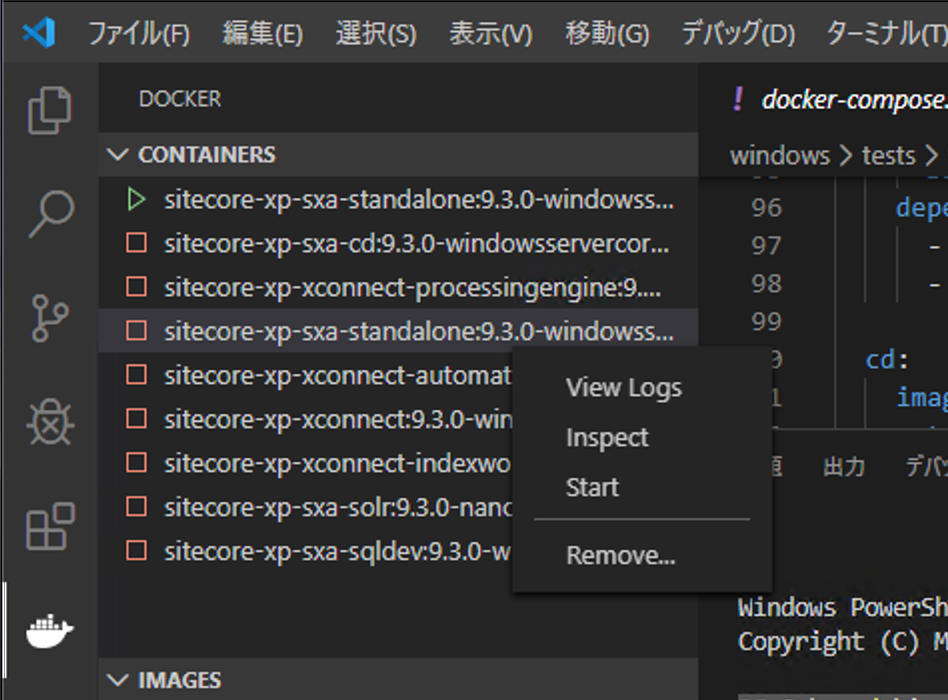 ファイル(F) 編集(E) 選択(S) 表示(V) 移動(G) デバッグ(D) ターミナル(T)
DOCKER
CONTAINERS
sitecore-xp-sxa-standalone:9.3.0-windowss...
sitecore-xp-sxa-cd:9.3.0-windowsservercor...
sitecore-xp-xconnect-processingengine:9....
sitecore-xp-sxa-standalone:9.3.0-windowss...
sitecore-xp-xconnect-automat
sitecore-xp-xconnect:9.3.0-win
sitecore-xp-xconnect-indexwo
sitecore-xp-sxa-solr:9.3.0-nano
sitecore-xp-sxa-sqldev:9.3.0-w
IMAGES
View Logs
Inspect
Start
Remove...
! docker-compose.
windows > tests >
96 depe
97 -
98 -
99
cd:
imag
出力 デバッ
Windows PowerSh
Copyright (C) M